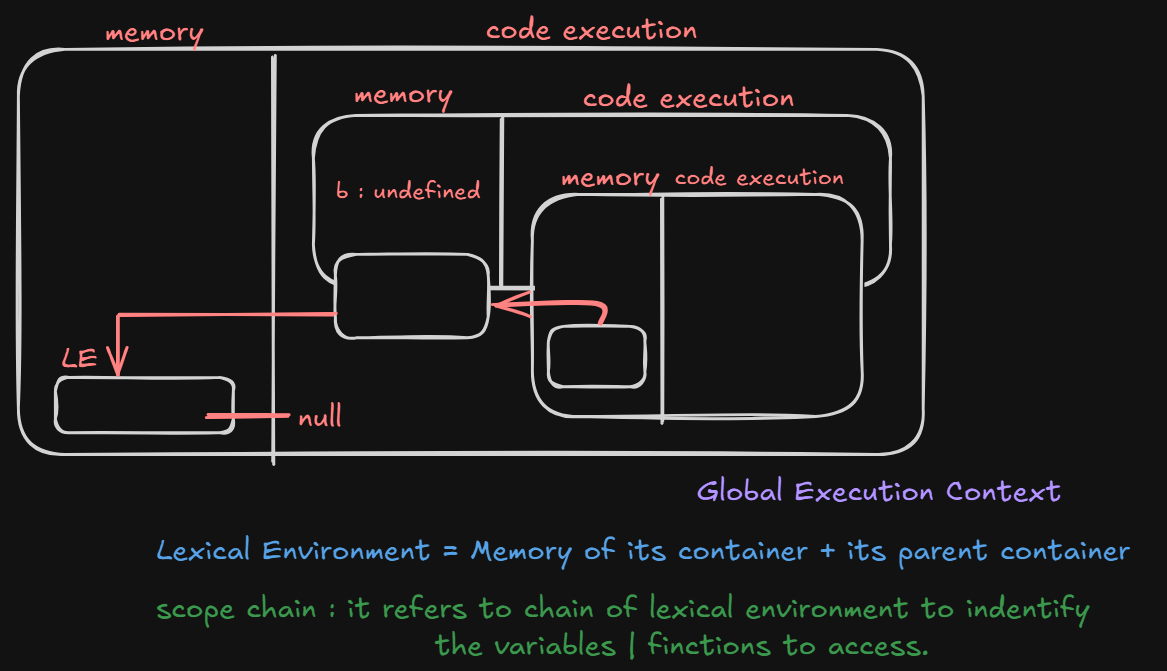 memory
code execution
memory
code execution
memory
code execution
b : undefined
LE
null
Global Execution Context
Lexical Environment = Memory of its container + its parent container
scope chain : it refers to chain of lexical environment to indentify
the variables | finctions to access.